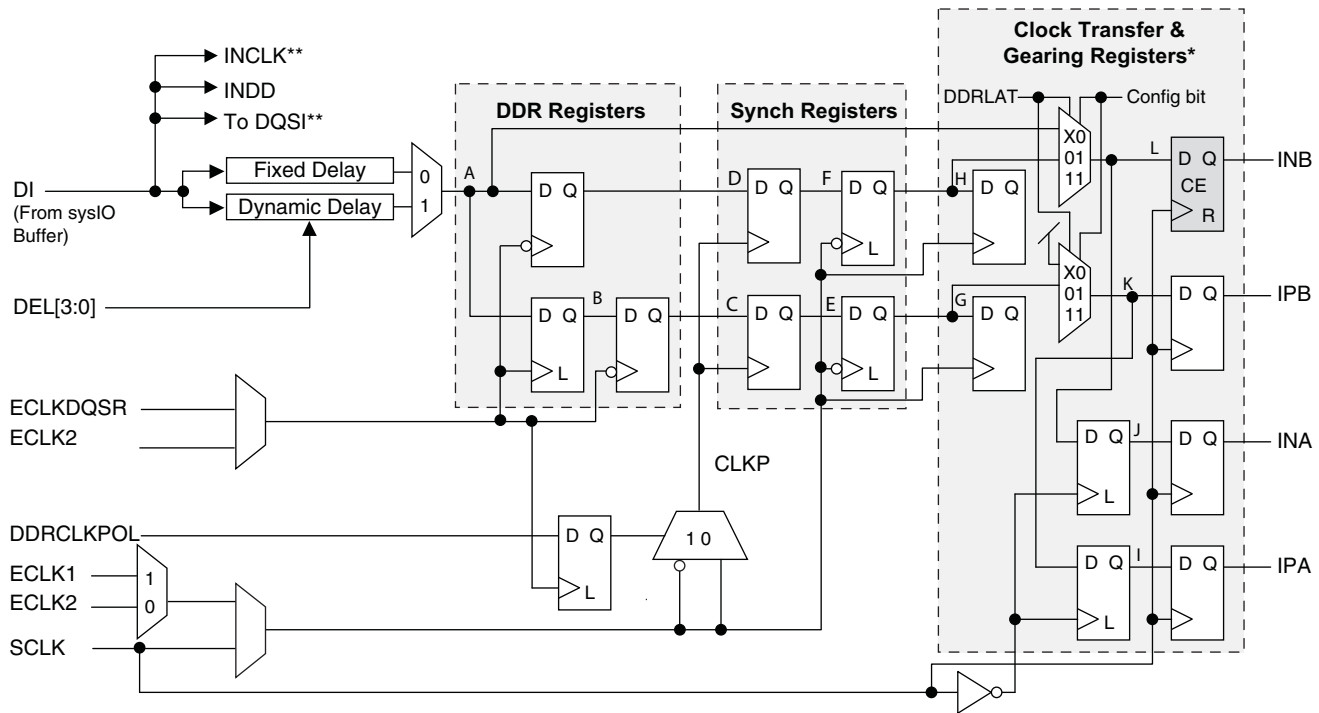 Clock Transfer &
Gearing Registers*
INCLK**
INDD
To DQSI**
DDR Registers
Synch Registers
DDRLAT
Config bit
Fixed Delay
Dynamic Delay
0
1
DI
(From sysIO
Buffer)
DEL[3:0]
A
D Q
D
D Q
F
D Q
L
H
D Q
X0
01
11
L
D Q
CE
R
INB
D Q
L
B
D Q
C
D Q
E
D Q
L
G
D Q
X0
01
11
K
D Q
IPB
ECLKDQSR
ECLK2
CLKP
D Q
L
J
D Q
INA
DDRCLKPOL
D Q
L
1 0
ECLK1
ECLK2
1
0
SCLK
D Q
L
I
D Q
IPA